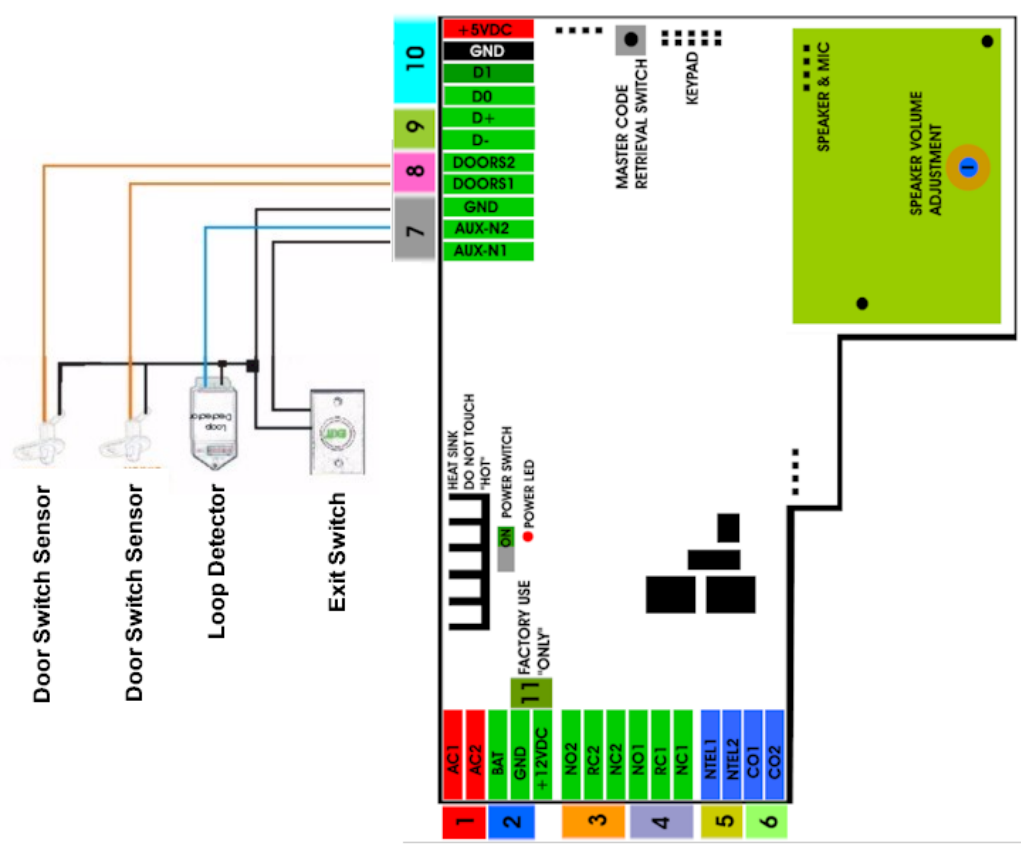 +5VDC
GND
D1
D0
D+
D-
DOORS2
DOORS1
GND
AUX-N2
AUX-N1
10
9
8
7
MASTER CODE
RETRIEVAL SWITCH
KEYPAD
SPEAKER & MIC
SPEAKER VOLUME
ADJUSTMENT
Loop
Dectector
EXIT
Door Switch Sensor
Door Switch Sensor
Loop Detector
Exit Switch
HEAT SINK
DO NOT TOUCH
"HOT"
POWER SWITCH
ON
POWER LED
FACTORY USE
"ONLY"
11
AC1
AC2
BAT
GND
+12VDC
NO2
RC2
NC2
NO1
RC1
NC1
NTEL1
NTEL2
CO1
CO2
1
2
3
4
5
6